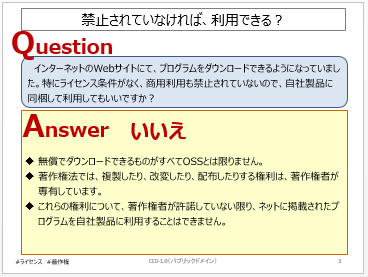 禁止されていなければ、利用できる？
Question
インターネットのWebサイトにて、プログラムをダウンロードできるようになっていまし
た。特にライセンス条件がなく、商用利用も禁止されていないので、自社製品に
同梱して利用してもいいですか？
Answer いいえ
◆ 無償でダウンロードできるものがすべてOSSとは限りません。
◆ 著作権法では、複製したり、改変したり、配布したりする権利は、著作権者が
専有しています。
◆ これらの権利について、著作権者が許諾していない限り、ネットに掲載されたプ
ログラムを自社製品に利用することはできません。
#ライセンス #著作権
CC0-1.0(パブリックドメイン)
3